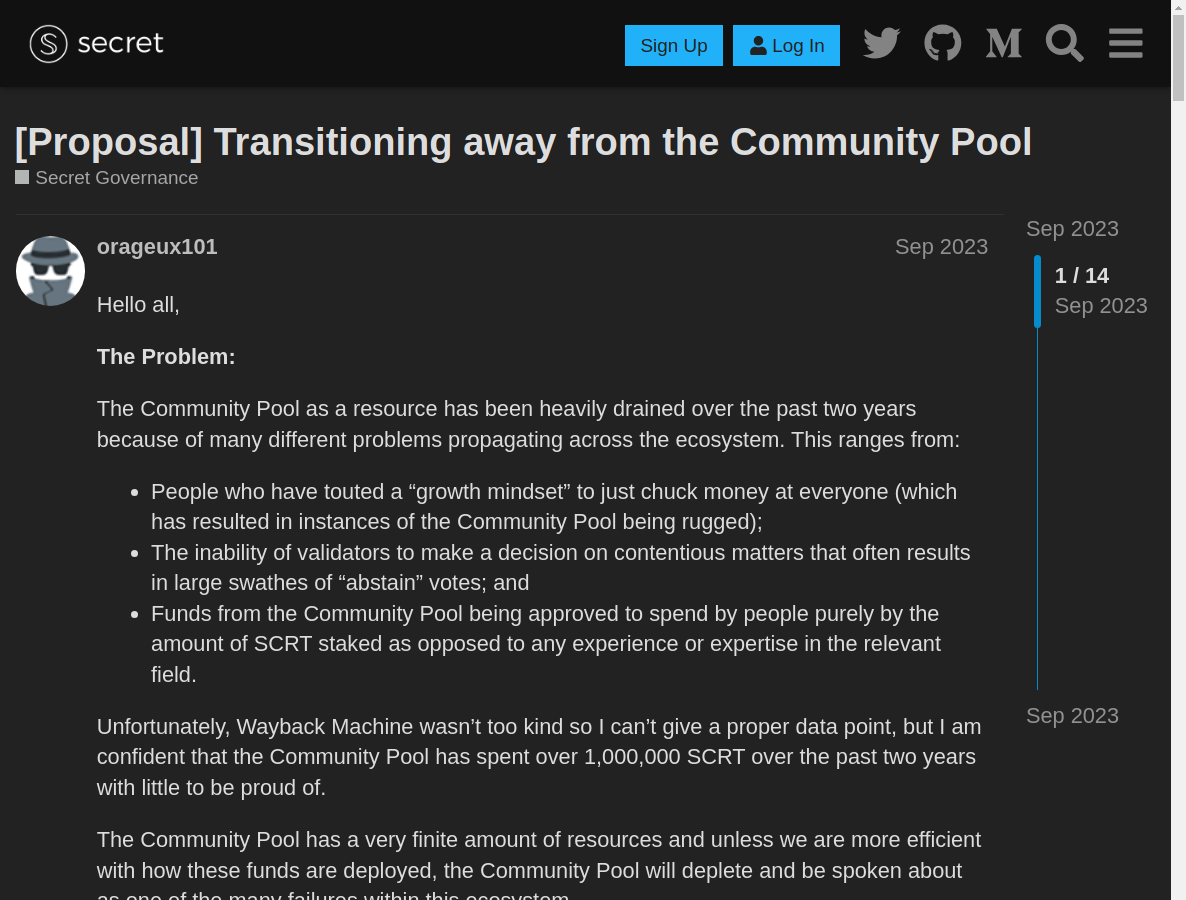 secret
Sign Up
Log In
[Proposal] Transitioning away from the Community Pool
Secret Governance
orageux101
Sep 2023
Sep 2023
1 / 14
Sep 2023
Hello all,
The Problem:
The Community Pool as a resource has been heavily drained over the past two years
because of many different problems propagating across the ecosystem. This ranges from:
• People who have touted a “growth mindset” to just chuck money at everyone (which
has resulted in instances of the Community Pool being rugged);
• The inability of validators to make a decision on contentious matters that often results
in large swathes of “abstain” votes; and
• Funds from the Community Pool being approved to spend by people purely by the
amount of SCRT staked as opposed to any experience or expertise in the relevant
field.
Sep 2023
Unfortunately, Wayback Machine wasn’t too kind so I can’t give a proper data point, but I am
confident that the Community Pool has spent over 1,000,000 SCRT over the past two years
with little to be proud of.
The Community Pool has a very finite amount of resources and unless we are more efficient
with how these funds are deployed, the Community Pool will deplete and be spoken about
as one of the many failures within this ecosystem.